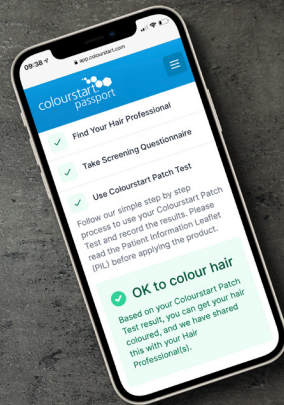 09:38
app.colourstart.com
colourstart
passport
Find Your Hair Professional
Take Screening Questionnaire
Use Colourstart Patch Test
Follow our simple step by step
process to use your Colourstart Patch
Test and record the results. Please
read the Patient Information Leaflet
(PIL) before applying the product.
OK to colour hair
Based on your Colourstart Patch
Test result, you can get your hair
coloured, and we have shared
this with your Hair
Professional(s).